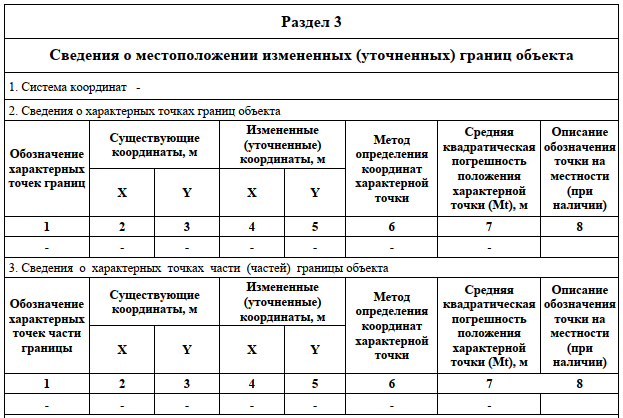 Раздел 3
Сведения о местоположении измененных (уточненных) границ объекта
1. Система координат -
2. Сведения о характерных точках границ объекта
Обозначение
характерных
точек границ
Существующие
координаты, м
X
Y
Измененные
(уточненные)
координаты, м
X
Y
Метод
определения
координат
характерной
точки
Средняя
квадратическая
погрешность
положения
характерной
точки (Mt), м
Описание
обозначения
точки на
местности
(при
наличии)
1 2 3 4 5 6 7 8
- - - - - - -
3. Сведения о характерных точках части (частей) границы объекта
Обозначение
характерных
точек части
границы
Существующие
координаты, м
X
Y
Измененные
(уточненные)
координаты, м
X
Y
Метод
определения
координат
характерной
точки
Средняя
квадратическая
погрешность
положения
характерной
точки (Mt), м
Описание
обозначения
точки на
местности
(при
наличии)
1 2 3 4 5 6 7 8
- - - - - - -